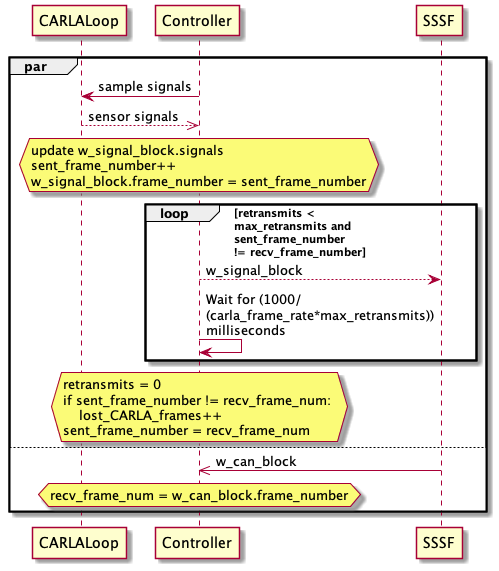 CARLALoop Controller SSSF
par
sample signals
sensor signals
update w_signal_block.signals
sent_frame_number++
w_signal_block.frame_number = sent_frame_number
loop [retransmits <
max_retransmits and
sent_frame_number
!= recv_frame_number]
w_signal_block
Wait for (1000/
(carla_frame_rate*max_retransmits))
milliseconds
retransmits = 0
if sent_frame_number != recv_frame_num:
lost_CARLA_frames++
sent_frame_number = recv_frame_num
w_can_block
recv_frame_num = w_can_block.frame_number
CARLALoop Controller SSSF